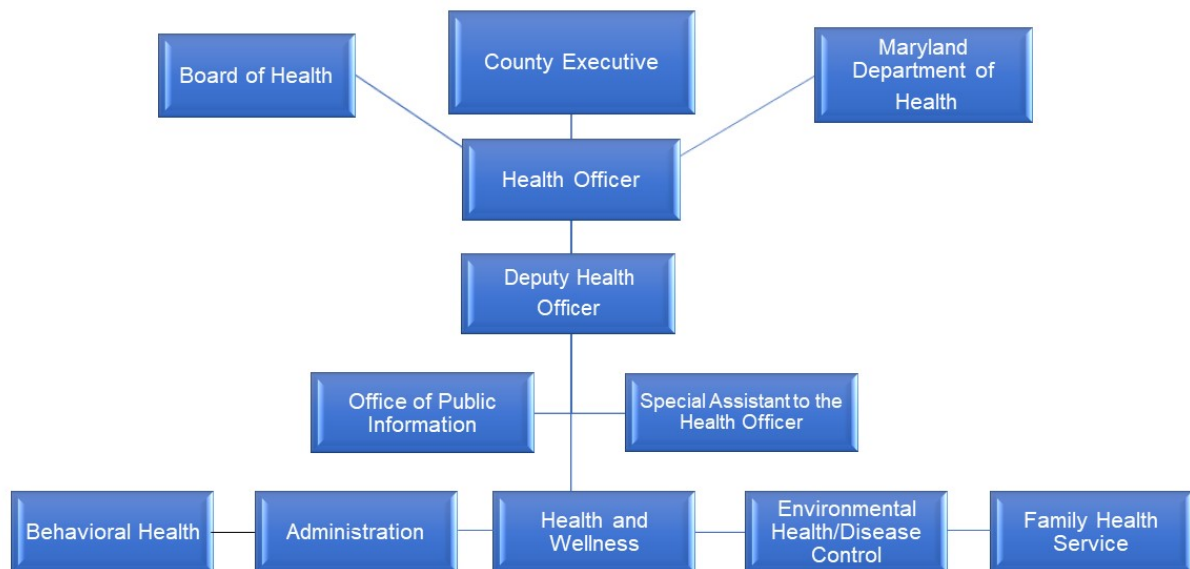 Board of Health
County Executive
Maryland
Department of
Health
Health Officer
Deputy Health
Officer
Office of Public
Information
Special Assistant to the
Health Officer
Behavioral Health
Administration
Health and
Wellness
Environmental
Health/Disease
Control
Family Health
Service